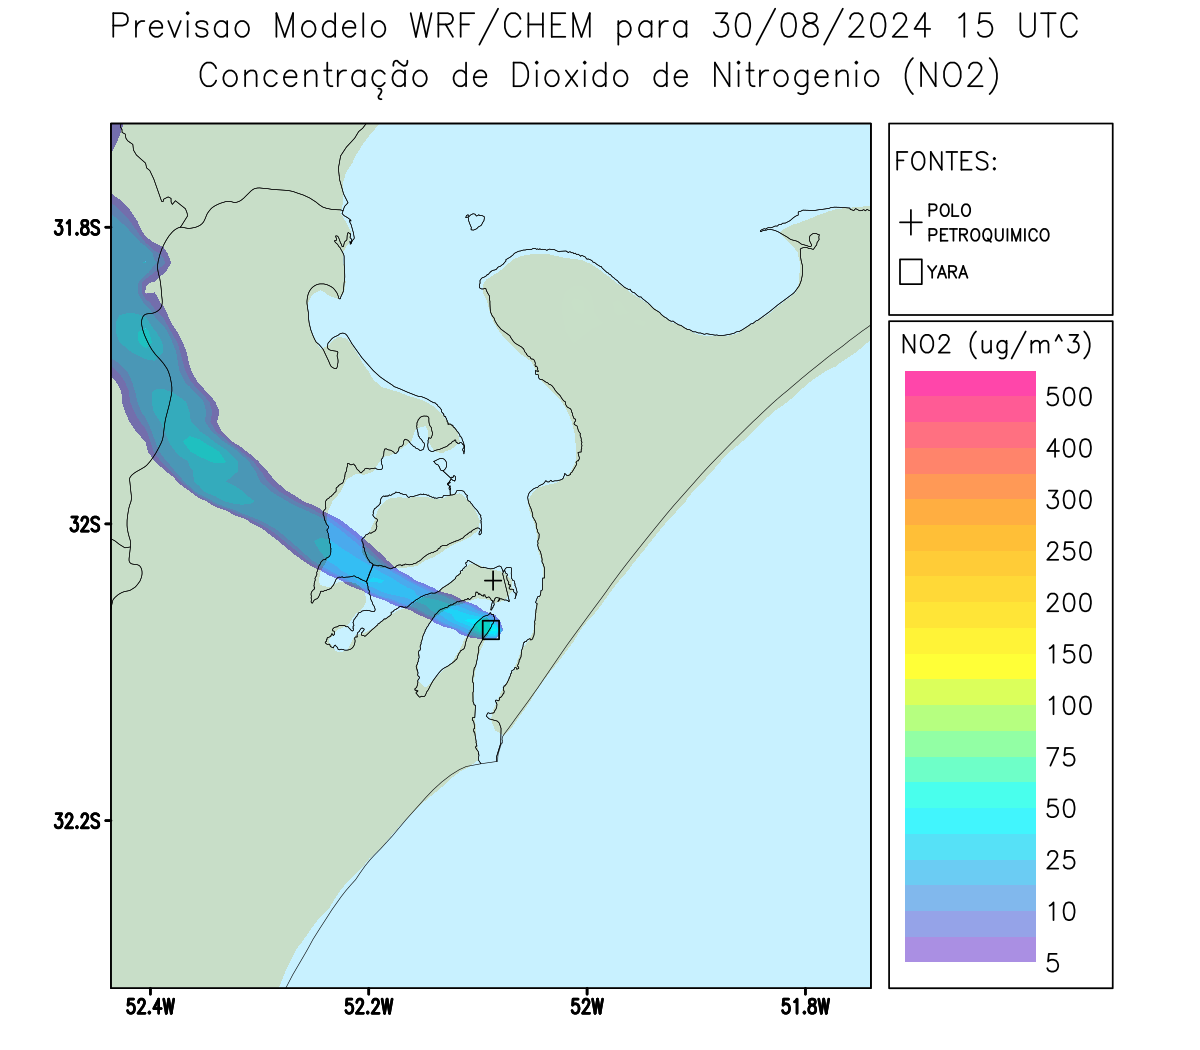 Previsao Modelo WRF/CHEM para 30/08/2024 15 UTC
Concentração de Dioxido de Nitrogenio (NO2)
FONTES:
POLO
PETROQUIMICO
YARA
31.8S
32S
32.2S
52.4W
52.2W
52W
51.8W
NO2 (ug/m^3)
500
400
300
250
200
150
100
75
50
25
10
5